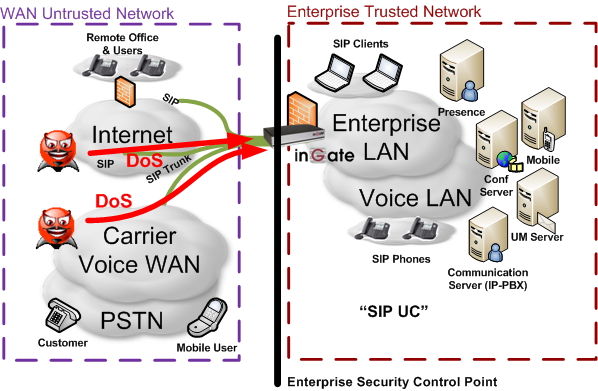 WAN Untrusted Network
Enterprise Trusted Network
Remote Office
& Users
SIP
Internet
SIP
DoS
SIP Trunk
DoS
Carrier
Voice WAN
PSTN
Customer
Mobile User
SIP Clients
inGate
Enterprise
LAN
Voice LAN
SIP Phones
Presence
Mobile
Conf
Server
UM Server
Communication
Server (IP-PBX)
“SIP UC”
Enterprise Security Control Point